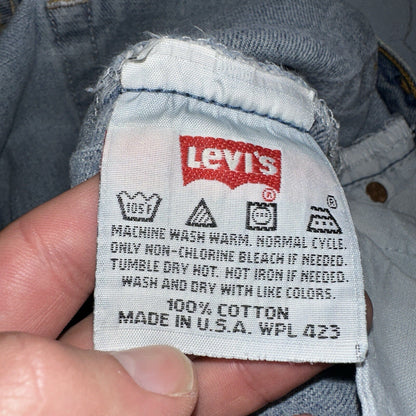 LEVI'S
®
105F
MACHINE WASH WARM. NORMAL CYCLE.
ONLY NON-CHLORINE BLEACH IF NEEDED.
TUMBLE DRY HOT. HOT IRON IF NEEDED.
WASH AND DRY WITH LIKE COLORS.
100% COTTON
MADE IN U.S.A. WPL 423